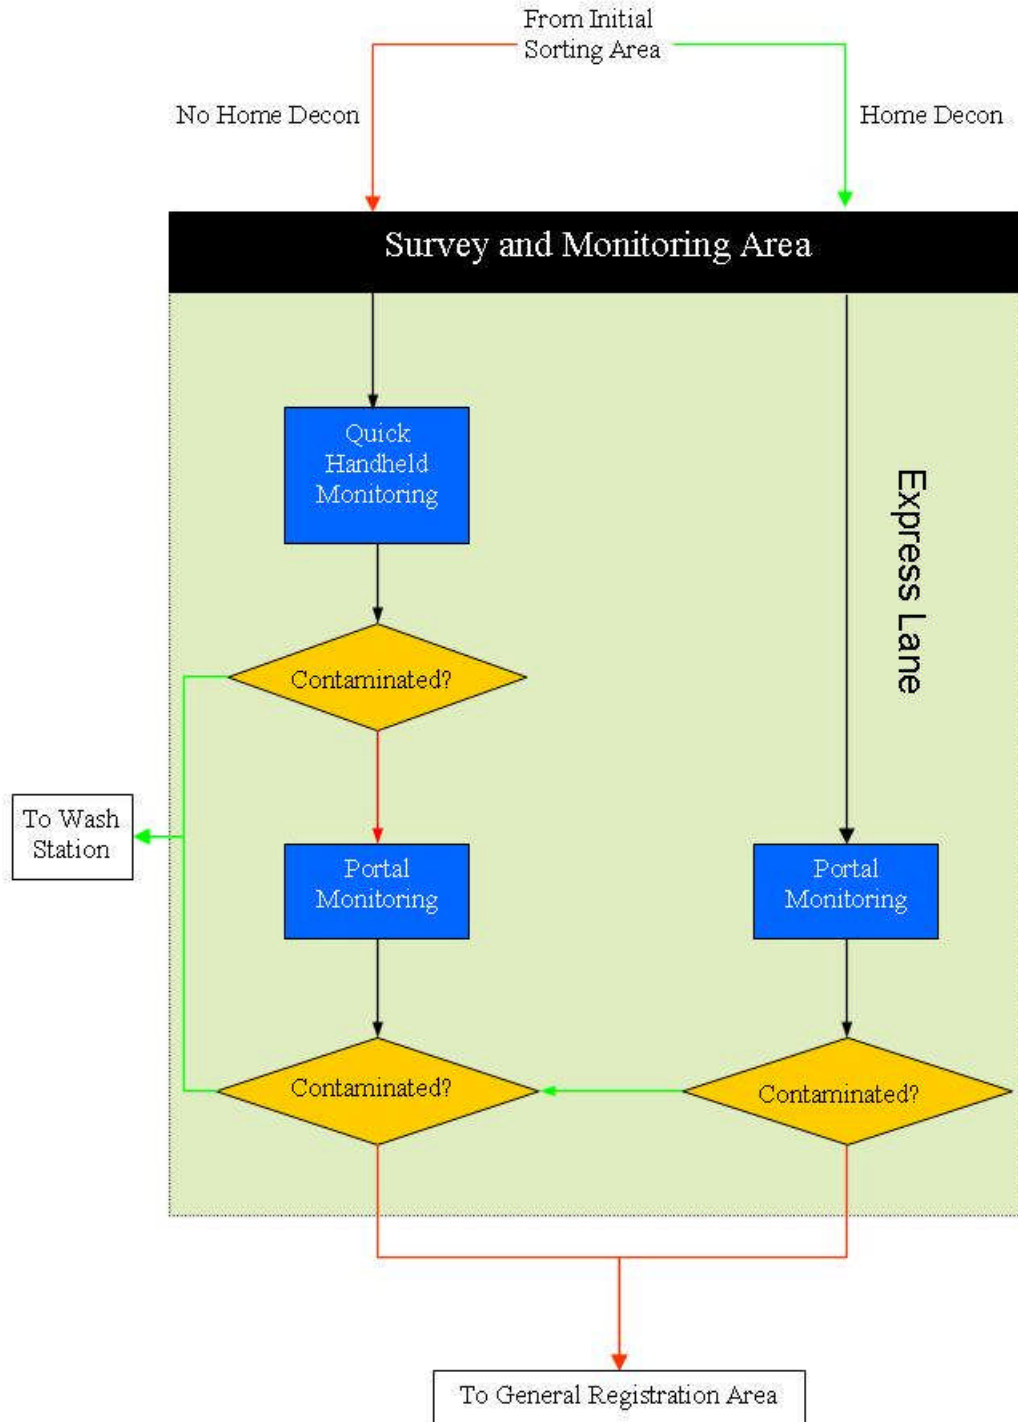 From Initial
Sorting Area
No Home Decon
Home Decon
Survey and Monitoring Area
Quick
Handheld
Monitoring
Express Lane
Contaminated?
To Wash
Station
Portal
Monitoring
Portal
Monitoring
Contaminated?
Contaminated?
To General Registration Area